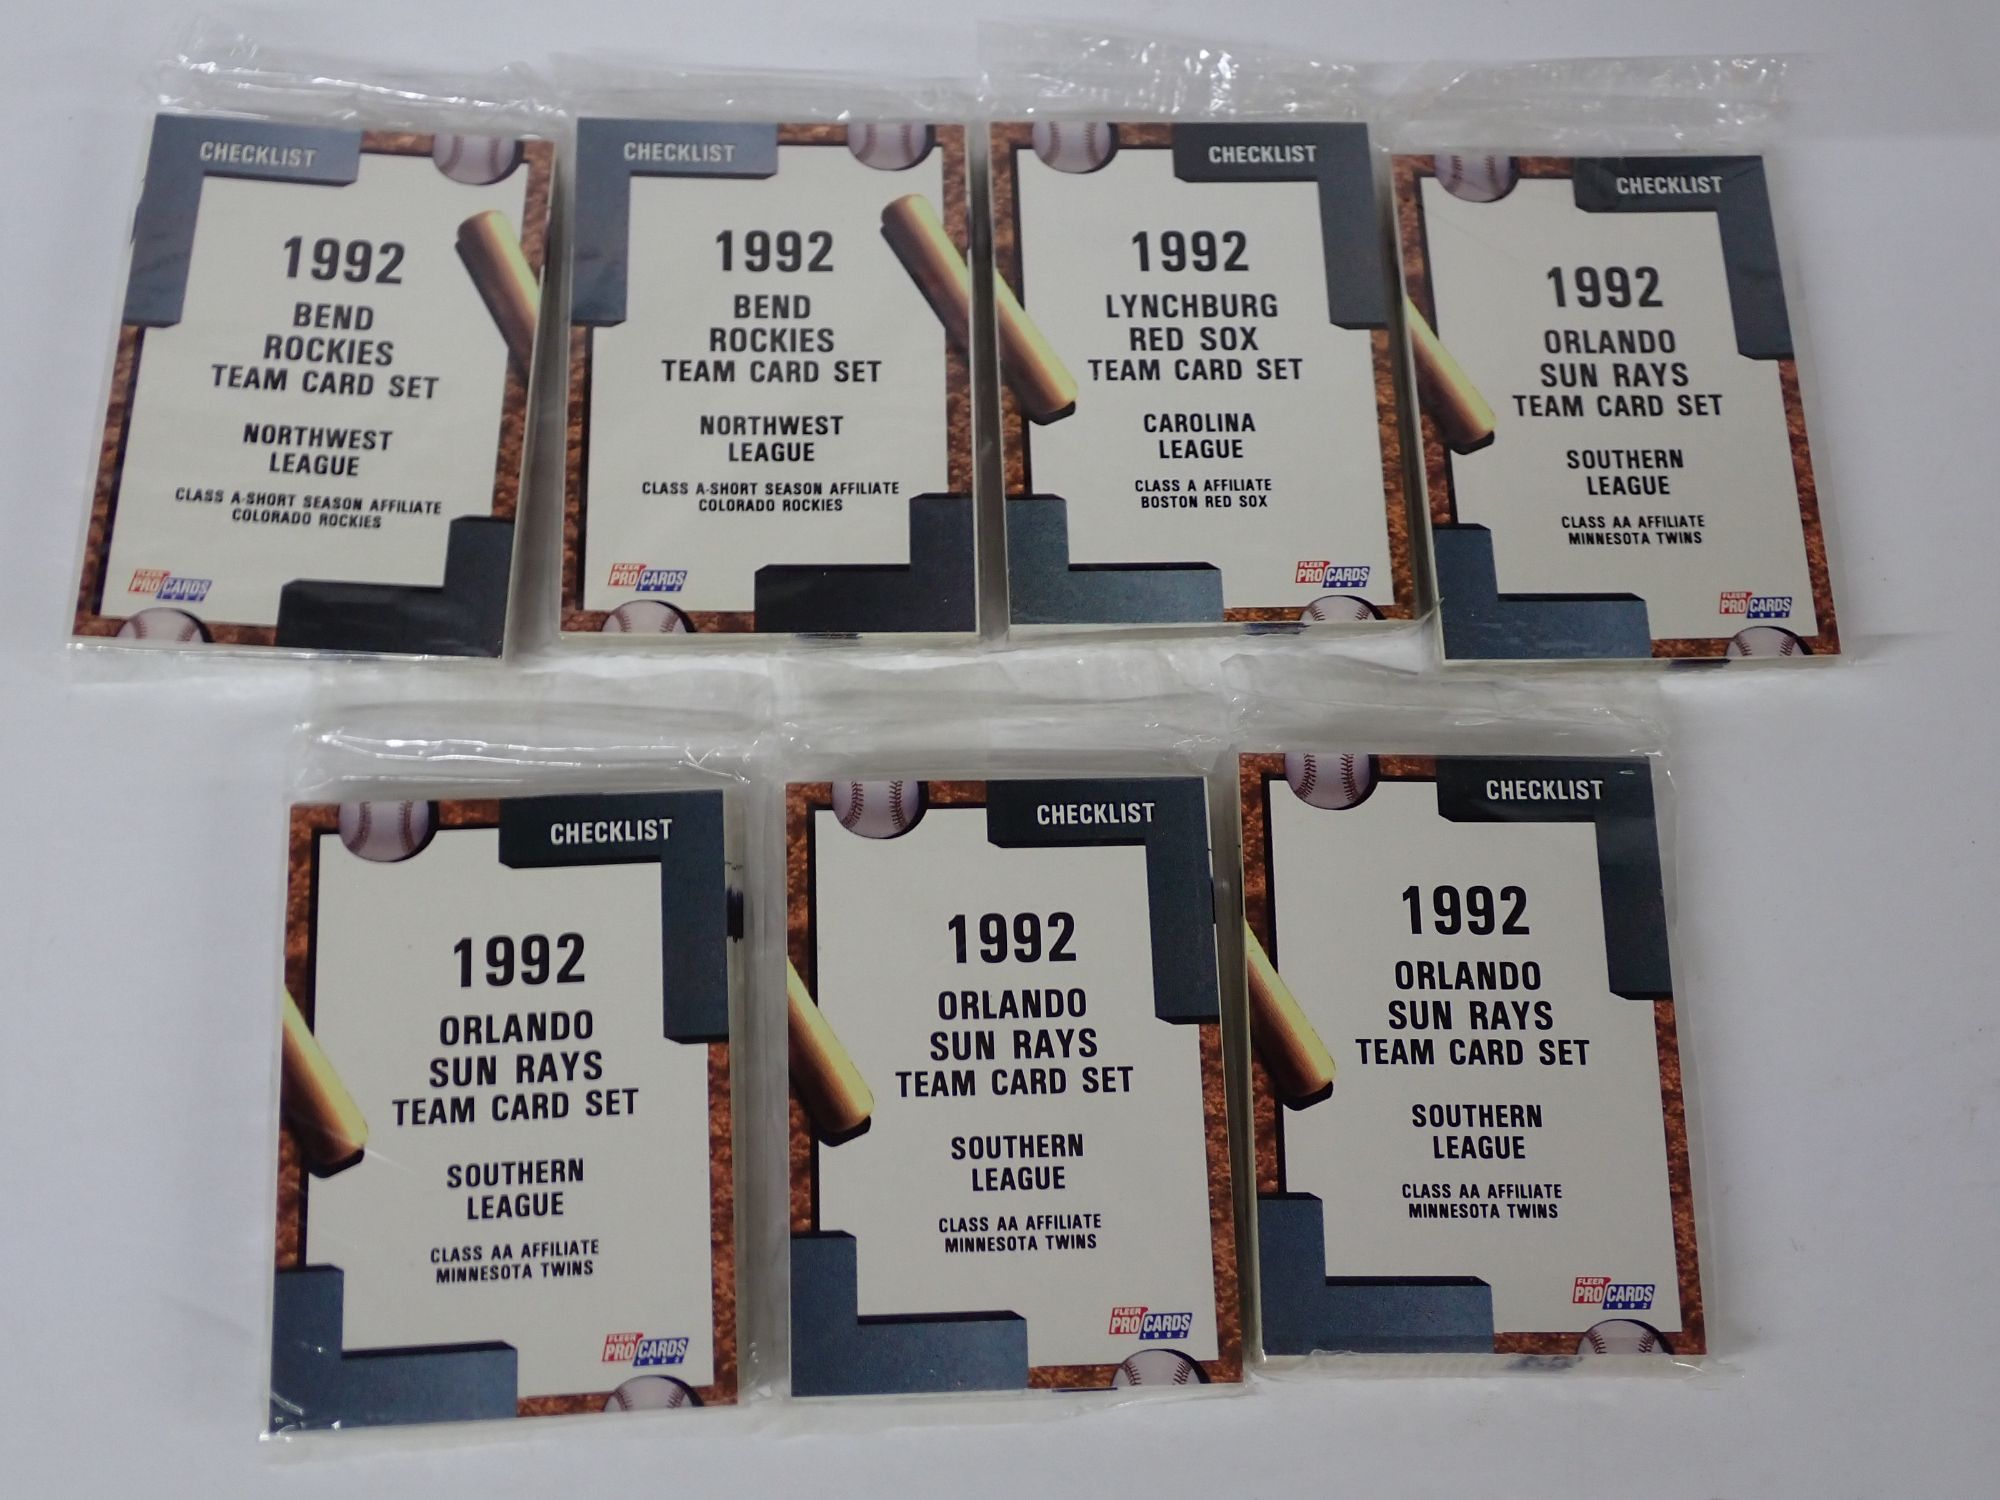 CHECKLIST
1992
BEND
ROCKIES
TEAM CARD SET
NORTHWEST
LEAGUE
CLASS A-SHORT SEASON AFFILIATE
COLORADO ROCKIES
FLEER
PRO CARDS
1992
CHECKLIST
1992
BEND
ROCKIES
TEAM CARD SET
NORTHWEST
LEAGUE
CLASS A-SHORT SEASON AFFILIATE
COLORADO ROCKIES
FLEER
PRO CARDS
1992
CHECKLIST
1992
LYNCHBURG
RED SOX
TEAM CARD SET
CAROLINA
LEAGUE
CLASS A AFFILIATE
BOSTON RED SOX
FLEER
PRO CARDS
1992
CHECKLIST
1992
ORLANDO
SUN RAYS
TEAM CARD SET
SOUTHERN
LEAGUE
CLASS AA AFFILIATE
MINNESOTA TWINS
FLEER
PRO CARDS
1992
CHECKLIST
1992
ORLANDO
SUN RAYS
TEAM CARD SET
SOUTHERN
LEAGUE
CLASS AA AFFILIATE
MINNESOTA TWINS
FLEER
PRO CARDS
1992
CHECKLIST
1992
ORLANDO
SUN RAYS
TEAM CARD SET
SOUTHERN
LEAGUE
CLASS AA AFFILIATE
MINNESOTA TWINS
FLEER
PRO CARDS
1992
CHECKLIST
1992
ORLANDO
SUN RAYS
TEAM CARD SET
SOUTHERN
LEAGUE
CLASS AA AFFILIATE
MINNESOTA TWINS
FLEER
PRO CARDS
1992